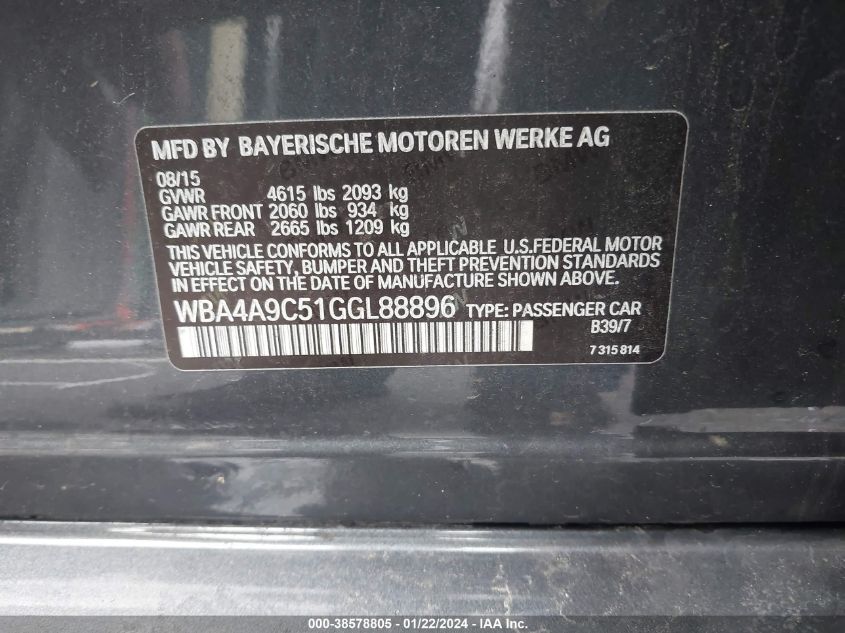 MFD BY BAYERISCHE MOTOREN WERKE AG
08/15
GVWR 4615 lbs 2093 kg
GAWR FRONT 2060 lbs 934 kg
GAWR REAR 2665 lbs 1209 kg
THIS VEHICLE CONFORMS TO ALL APPLICABLE U.S.FEDERAL MOTOR
VEHICLE SAFETY, BUMPER AND THEFT PREVENTION STANDARDS
IN EFFECT ON THE DATE OF MANUFACTURE SHOWN ABOVE.
WBA4A9C51GGL88896 TYPE: PASSENGER CAR
B39/7
7 315 814
000-38578805 - 01/22/2024 - IAA Inc.